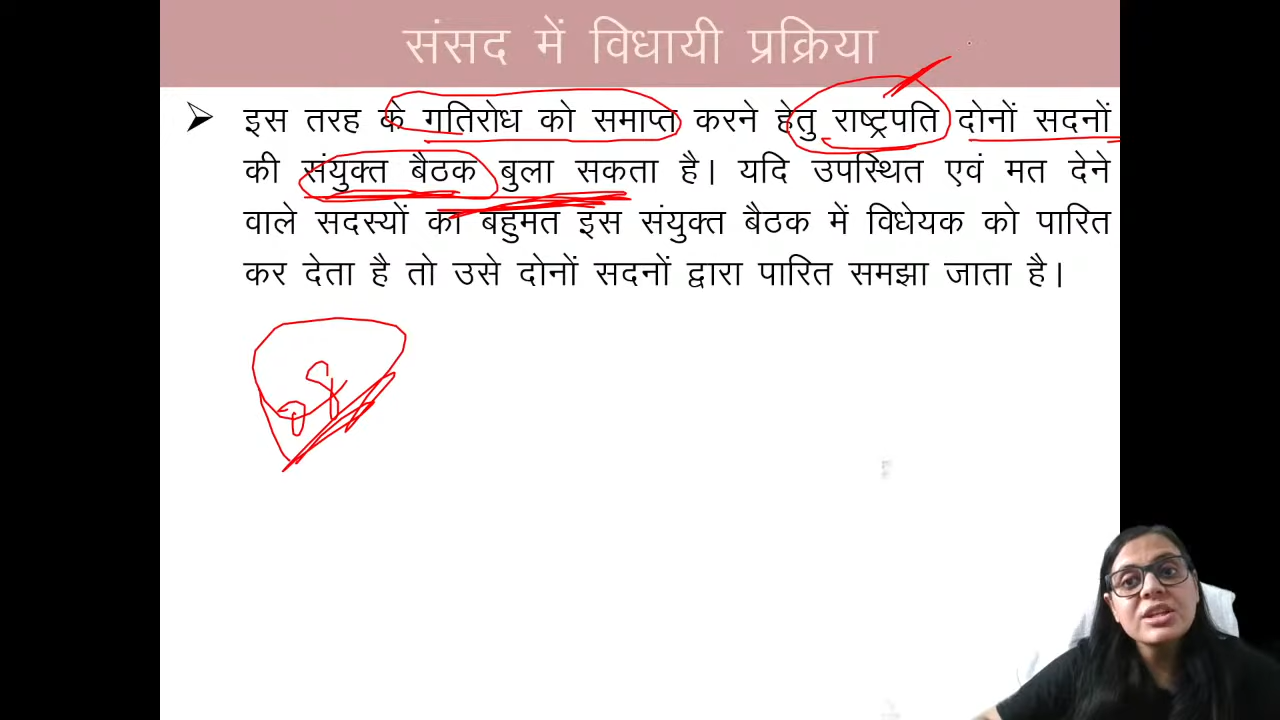 संसद में विधायी प्रक्रिया
➢ इस तरह के गतिरोध को समाप्त करने हेतु राष्ट्रपति दोनों सदनों
की संयुक्त बैठक बुला सकता है। यदि उपस्थित एवं मत देने
वाले सदस्यों का बहुमत इस संयुक्त बैठक में विधेयक को पारित
कर देता है तो उसे दोनों सदनों द्वारा पारित समझा जाता है।